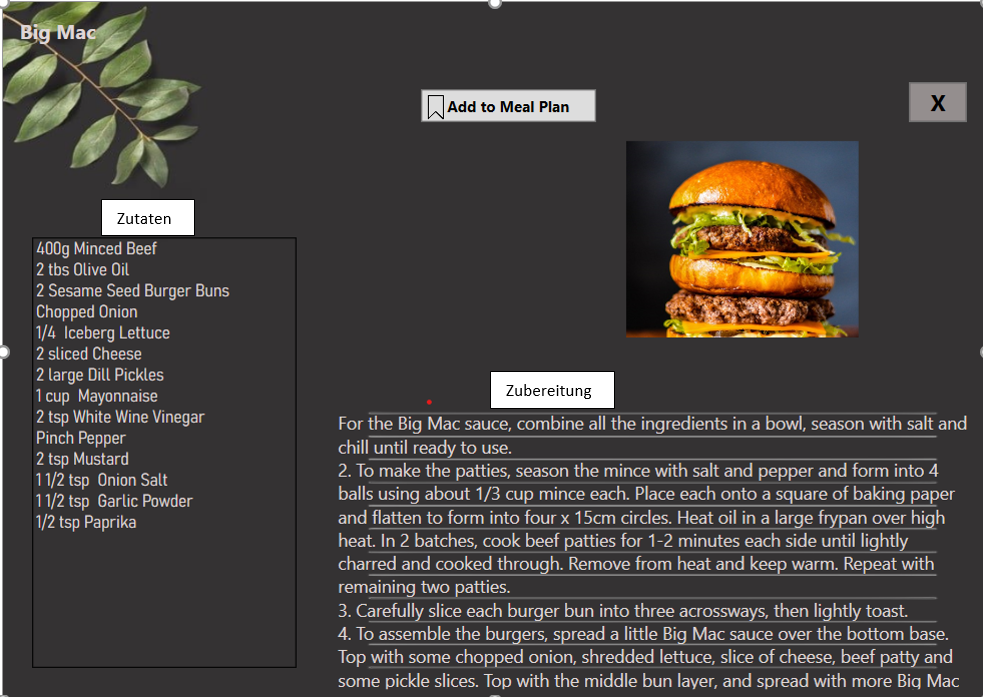 Big Mac
Add to Meal Plan
X
Zutaten
400g Minced Beef
2 tbs Olive Oil
2 Sesame Seed Burger Buns
Chopped Onion
1/4 Iceberg Lettuce
2 sliced Cheese
2 large Dill Pickles
1 cup Mayonnaise
2 tsp White Wine Vinegar
Pinch Pepper
2 tsp Mustard
1 1/2 tsp Onion Salt
1 1/2 tsp Garlic Powder
1/2 tsp Paprika
Zubereitung
For the Big Mac sauce, combine all the ingredients in a bowl, season with salt and
chill until ready to use.
2. To make the patties, season the mince with salt and pepper and form into 4
balls using about 1/3 cup mince each. Place each onto a square of baking paper
and flatten to form into four x 15cm circles. Heat oil in a large frypan over high
heat. In 2 batches, cook beef patties for 1-2 minutes each side until lightly
charred and cooked through. Remove from heat and keep warm. Repeat with
remaining two patties.
3. Carefully slice each burger bun into three acrossways, then lightly toast.
4. To assemble the burgers, spread a little Big Mac sauce over the bottom base.
Top with some chopped onion, shredded lettuce, slice of cheese, beef patty and
some pickle slices. Top with the middle bun layer, and spread with more Big Mac